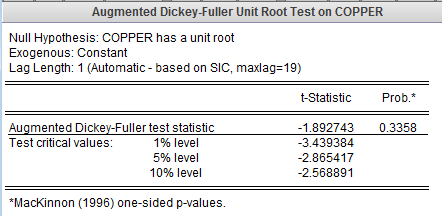 Augmented Dickey-Fuller Unit Root Test on COPPER
Null Hypothesis: COPPER has a unit root
Exogenous: Constant
Lag Length: 1 (Automatic - based on SIC, maxlag=19)
t-Statistic Prob.*
Augmented Dickey-Fuller test statistic -1.892743 0.3358
Test critical values: 1% level -3.439384
5% level -2.865417
10% level -2.568891
*MacKinnon (1996) one-sided p-values.